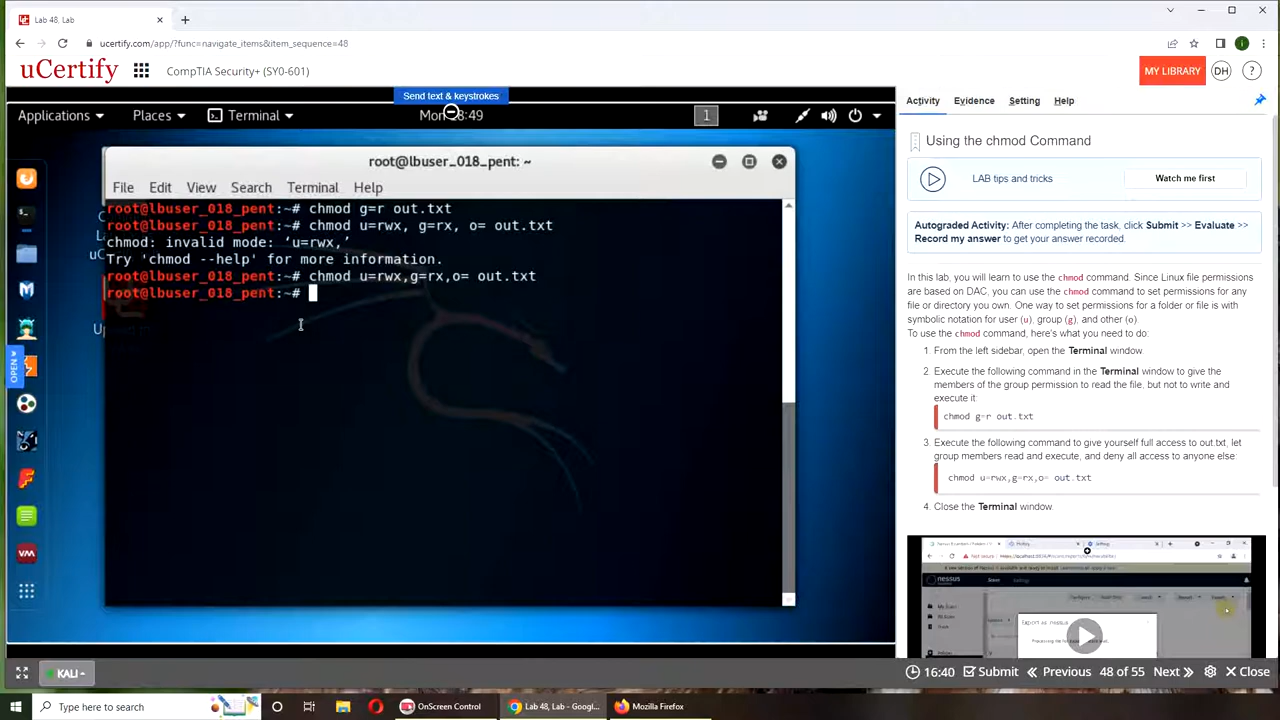 Lab 48, Lab
ucertify.com/app/?func=navigate_items&item_sequence=48
i
uCertify
CompTIA Security+ (SY0-601)
MY LIBRARY
DH
?
Send text & keystrokes
Applications
Places
Terminal
1
root@lbuser_018_pent: ~
File Edit View Search Terminal Help
root@lbuser_018_pent:~# chmod g=r out.txt
root@lbuser_018_pent:~# chmod u=rwx, g=rx, o= out.txt
chmod: invalid mode: ‘u=rwx,’
Try 'chmod --help' for more information.
root@lbuser_018_pent:~# chmod u=rwx,g=rx,o= out.txt
root@lbuser_018_pent:~#
OPEN
KALI
Activity
Evidence
Setting
Help
Using the chmod Command
LAB tips and tricks
Watch me first
Autograded Activity: After completing the task, click Submit >> Evaluate >>
Record my answer to get your answer recorded.
In this lab, you will learn to use the chmod command. Since Linux file permissions
are based on DAC, you can use the chmod command to set permissions for any
file or directory you own. One way to set permissions for a folder or file is with
symbolic notation for user (u), group (g), and other (o)
To use the chmod command, here's what you need to do:
1. From the left sidebar, open the Terminal window.
2. Execute the following command in the Terminal window to give the
members of the group permission to read the file, but not to write and
execute it:
chmod g=r out.txt
3. Execute the following command to give yourself full access to out.txt, let
group members read and execute, and deny all access to anyone else:
chmod u=rwx,g=rx,o= out.txt
4. Close the Terminal window.
nessus
16:40
Submit
Previous
48 of 55
Next
Close
Type here to search
OnScreen Control
Lab 48, Lab - Googl...
Mozilla Firefox